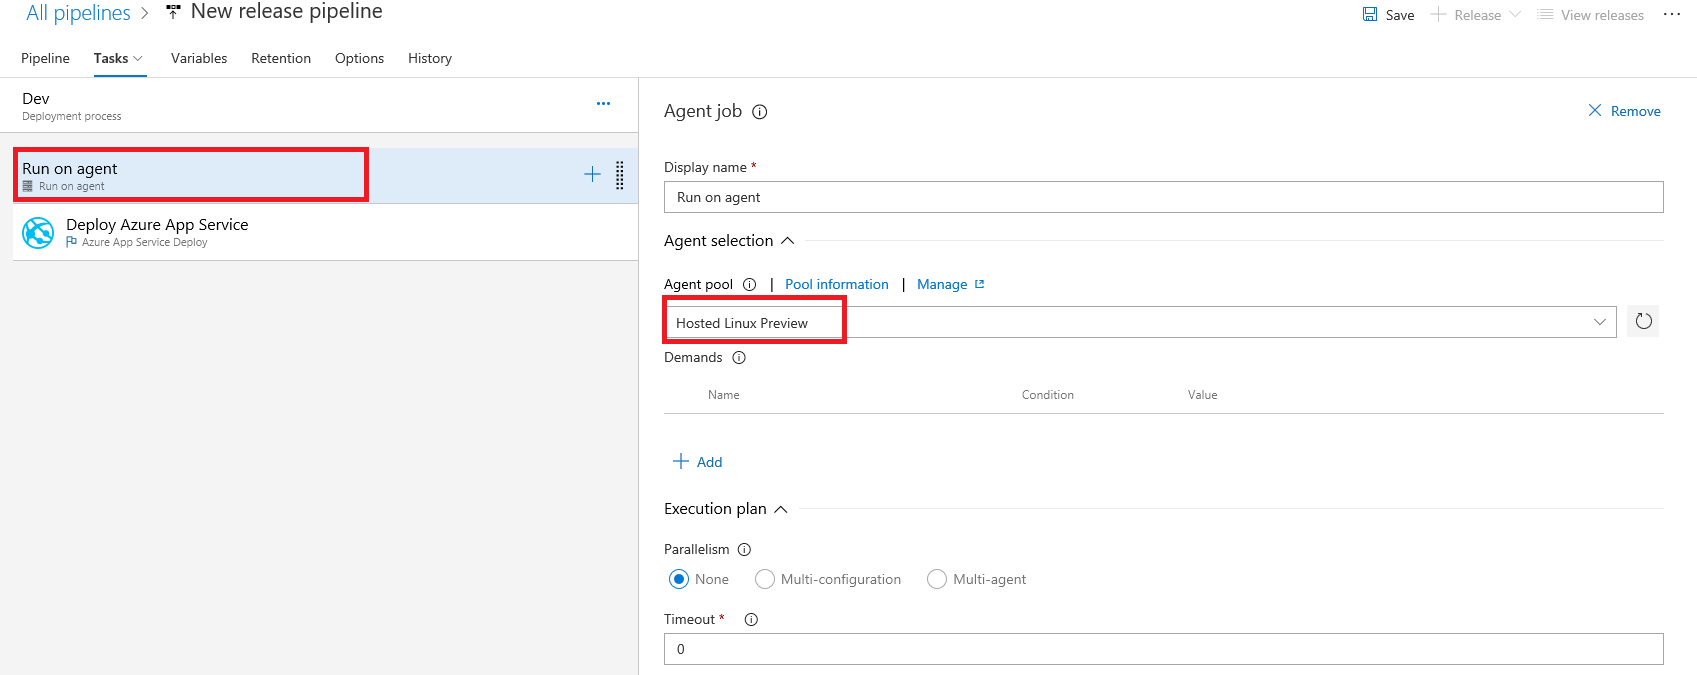 All pipelines > New release pipeline
Save Release View releases ...
Pipeline Tasks Variables Retention Options History
Dev
Deployment process
...
Run on agent
Run on agent
Deploy Azure App Service
Azure App Service Deploy
Agent job
Remove
Display name *
Run on agent
Agent selection
Agent pool | Pool information | Manage
Hosted Linux Preview
Demands
Name Condition Value
+ Add
Execution plan
Parallelism
None Multi-configuration Multi-agent
Timeout *
0